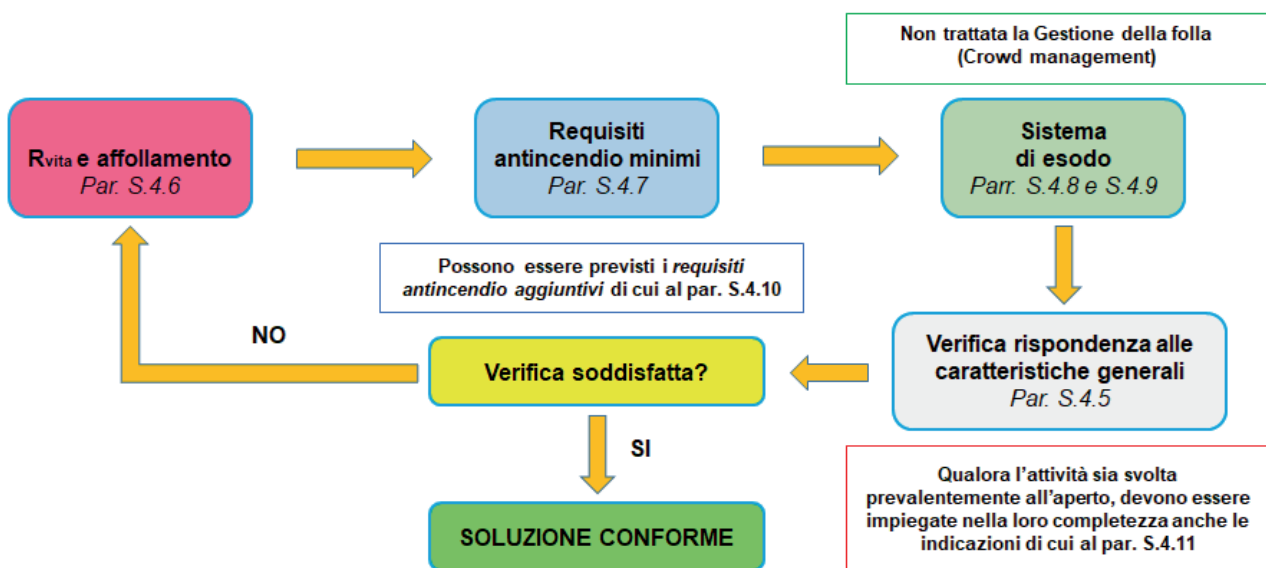 Non trattata la Gestione della folla
(Crowd management)
Rvita e affollamento
Par. S.4.6
Requisiti
antincendio minimi
Par. S.4.7
Sistema
di esodo
Parr. S.4.8 e S.4.9
Possono essere previsti i requisiti
antincendio aggiuntivi di cui al par. S.4.10
NO
Verifica soddisfatta?
Verifica rispondenza alle
caratteristiche generali
Par. S.4.5
SI
SOLUZIONE CONFORME
Qualora l'attività sia svolta
prevalentemente all'aperto, devono essere
impiegate nella loro completezza anche le
indicazioni di cui al par. S.4.11